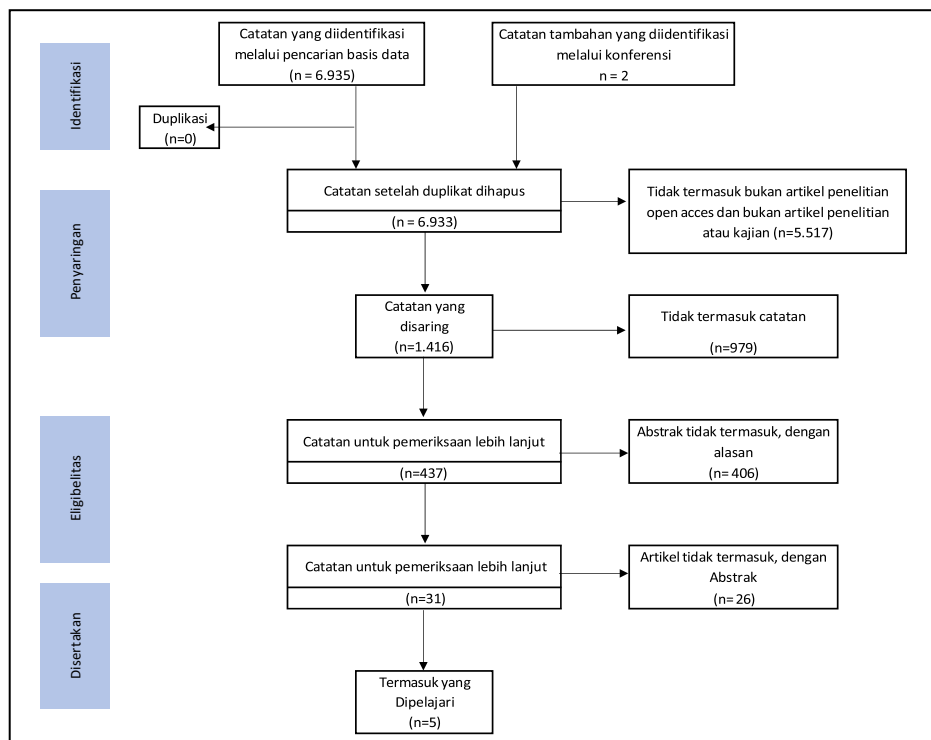 Catatan yang diidentifikasi
melalui pencarian basis data
(n = 6.935)
Catatan tambahan yang diidentifikasi
melalui konferensi
n = 2
Identifikasi
Duplikasi
(n=0)
Catatan setelah duplikat dihapus
(n = 6.933)
Tidak termasuk bukan artikel penelitian
open acces dan bukan artikel penelitian
atau kajian (n=5.517)
Penyaringan
Catatan yang
disaring
(n=1.416)
Tidak termasuk catatan
(n=979)
Eligibelitas
Catatan untuk pemeriksaan lebih lanjut
(n=437)
Abstrak tidak termasuk, dengan
alasan
(n= 406)
Catatan untuk pemeriksaan lebih lanjut
(n=31)
Artikel tidak termasuk, dengan
Abstrak
(n= 26)
Disertakan
Termasuk yang
Dipelajari
(n=5)